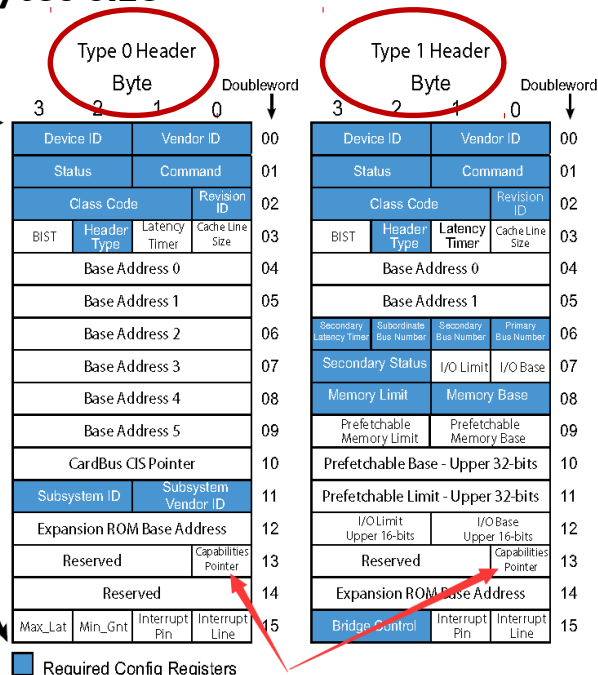 Type 0 Header
Byte
Doubleword
3 2 1 0
Device ID Vendor ID 00
Status Command 01
Class Code Revision ID 02
BIST Header Type Latency Timer Cache Line Size 03
Base Address 0 04
Base Address 1 05
Base Address 2 06
Base Address 3 07
Base Address 4 08
Base Address 5 09
CardBus CIS Pointer 10
Subsystem ID Subsystem Vendor ID 11
Expansion ROM Base Address 12
Reserved Capabilities Pointer 13
Reserved 14
Max_Lat Min_Gnt Interrupt Pin Interrupt Line 15
Required Config Registers
Type 1 Header
Byte
Doubleword
3 2 1 0
Device ID Vendor ID 00
Status Command 01
Class Code Revision ID 02
BIST Header Type Latency Timer Cache Line Size 03
Base Address 0 04
Base Address 1 05
Secondary Latency Timer Subordinate Bus Number Secondary Bus Number Primary Bus Number 06
Secondary Status I/O Limit I/O Base 07
Memory Limit Memory Base 08
Prefetchable Memory Limit Prefetchable Memory Base 09
Prefetchable Base - Upper 32-bits 10
Prefetchable Limit - Upper 32-bits 11
I/O Limit Upper 16-bits I/O Base Upper 16-bits 12
Reserved Capabilities Pointer 13
Expansion ROM Base Address 14
Bridge Control Interrupt Pin Interrupt Line 15